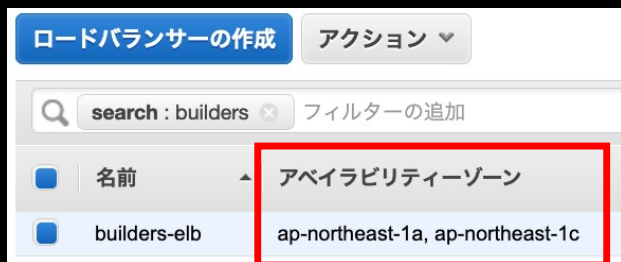 ロードバランサーの作成 アクション
search : builders フィルターの追加
名前 アベイラビリティーゾーン
builders-elb ap-northeast-1a, ap-northeast-1c